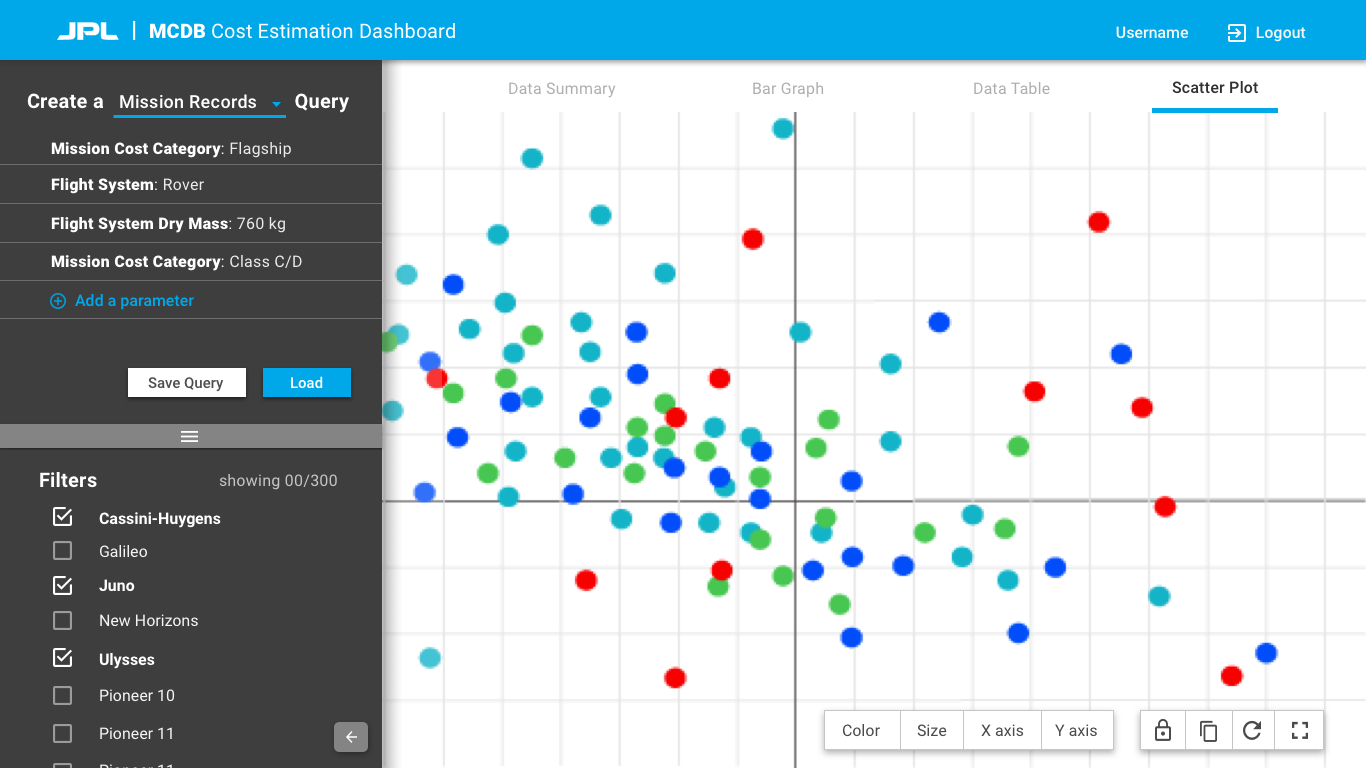 JPL | MCDB Cost Estimation Dashboard
Username
Logout
Create a Mission Records Query
Mission Cost Category: Flagship
Flight System: Rover
Flight System Dry Mass: 760 kg
Mission Cost Category: Class C/D
Add a parameter
Save Query
Load
Filters
showing 00/300
Cassini-Huygens
Galileo
Juno
New Horizons
Ulysses
Pioneer 10
Pioneer 11
Data Summary
Bar Graph
Data Table
Scatter Plot
Color
Size
X axis
Y axis